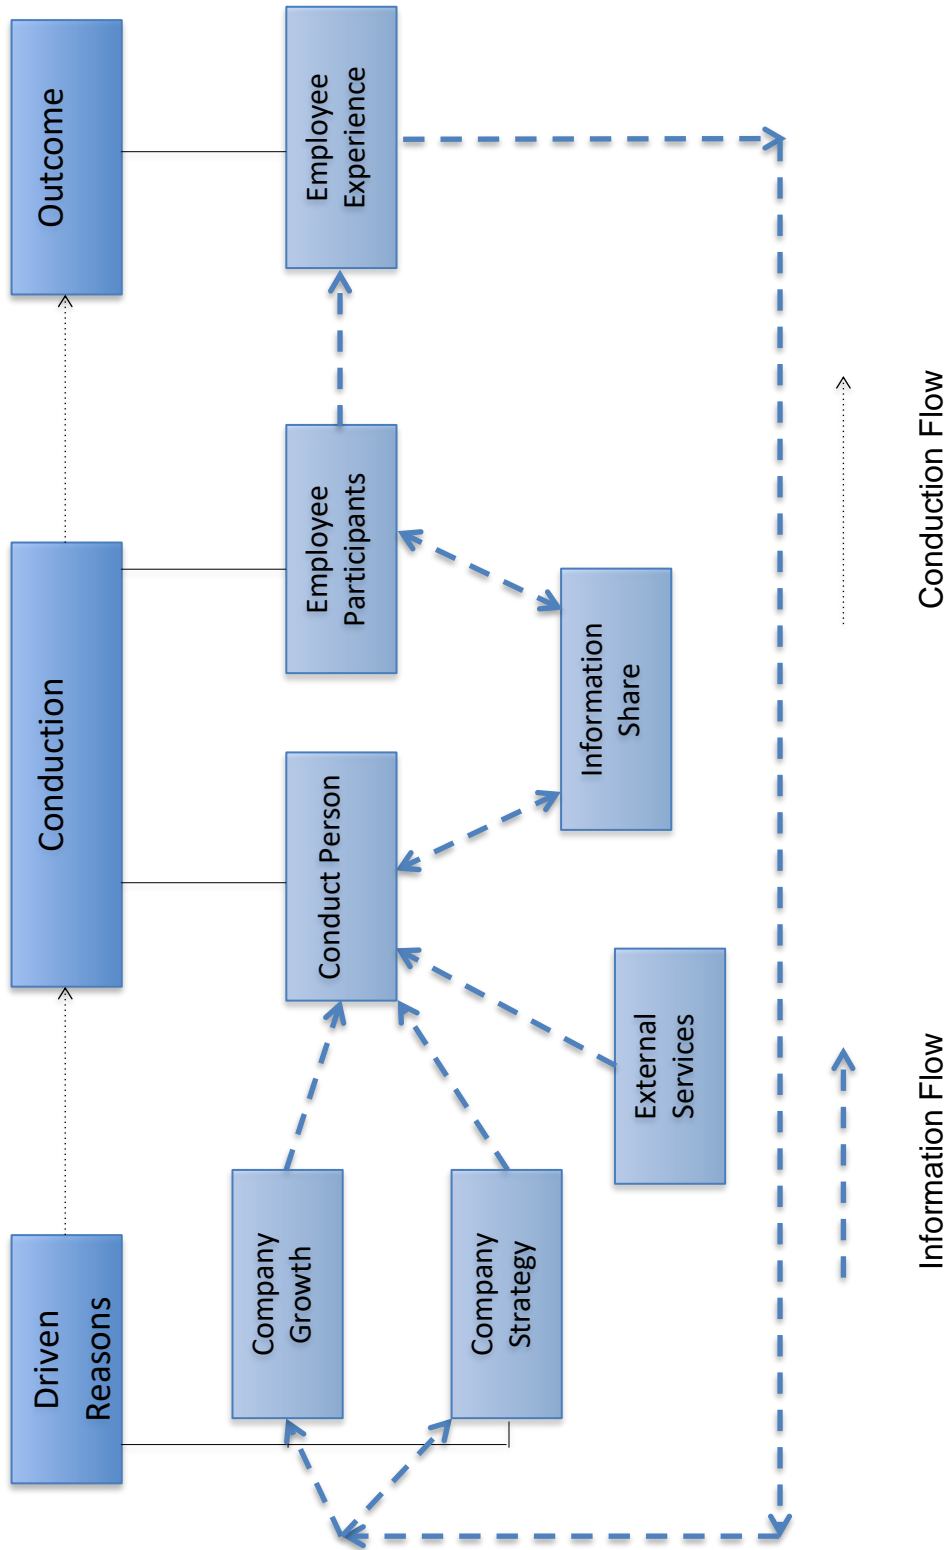 Driven
Reasons
Conduction
Outcome
Company
Growth
Conduct Person
Employee
Participants
Employee
Experience
Company
Strategy
Information
Share
External
Services
Information Flow
Conduction Flow